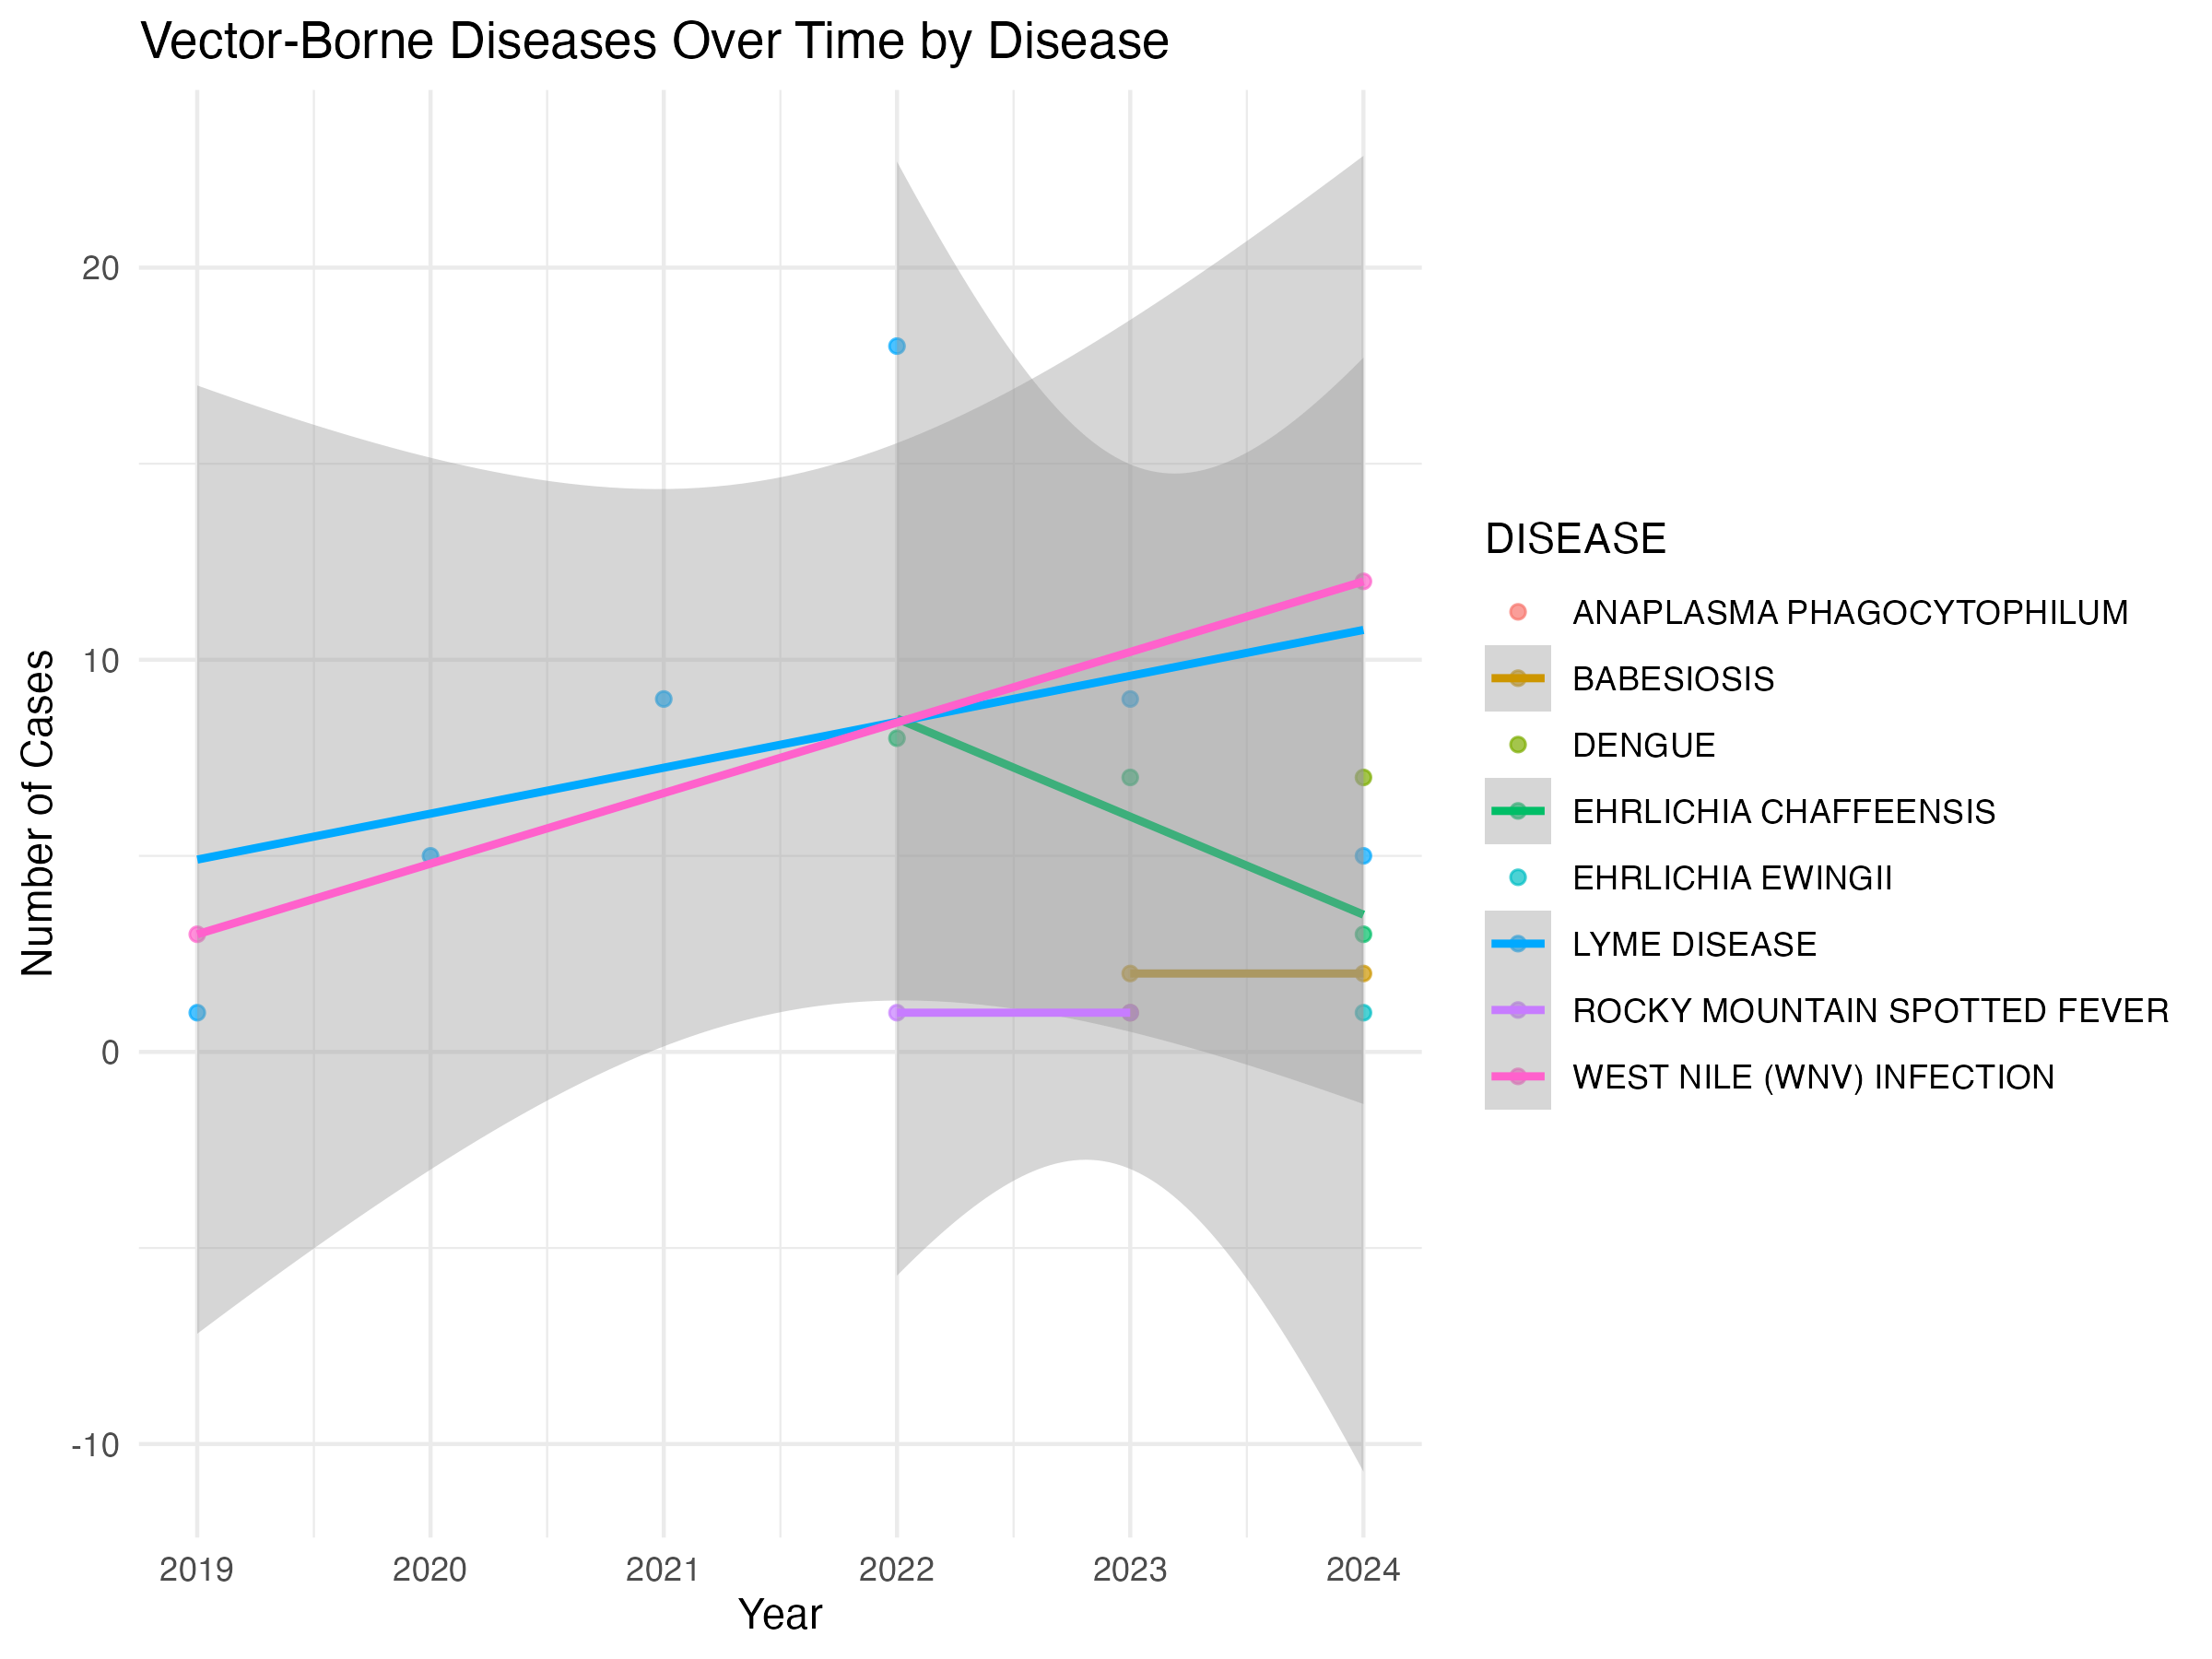 Vector-Borne Diseases Over Time by Disease
Number of Cases
20
10
0
-10
2019 2020 2021 2022 2023 2024
Year
DISEASE
ANAPLASMA PHAGOCYTOPHILUM
BABESIOSIS
DENGUE
EHRLICHIA CHAFFEENSIS
EHRLICHIA EWINGII
LYME DISEASE
ROCKY MOUNTAIN SPOTTED FEVER
WEST NILE (WNV) INFECTION